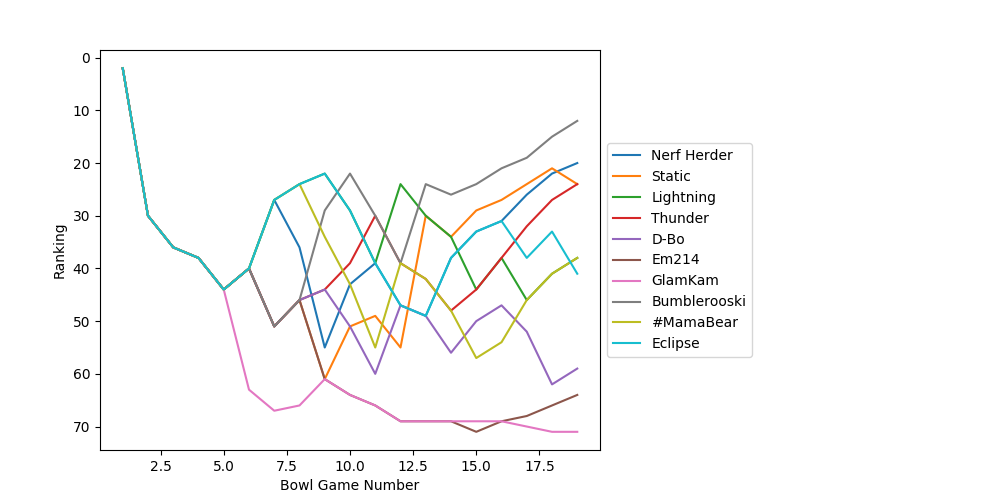 0
10
20
30
40
50
60
70
Ranking
2.5 5.0 7.5 10.0 12.5 15.0 17.5
Bowl Game Number
Nerf Herder
Static
Lightning
Thunder
D-Bo
Em214
GlamKam
Bumblerooski
#MamaBear
Eclipse